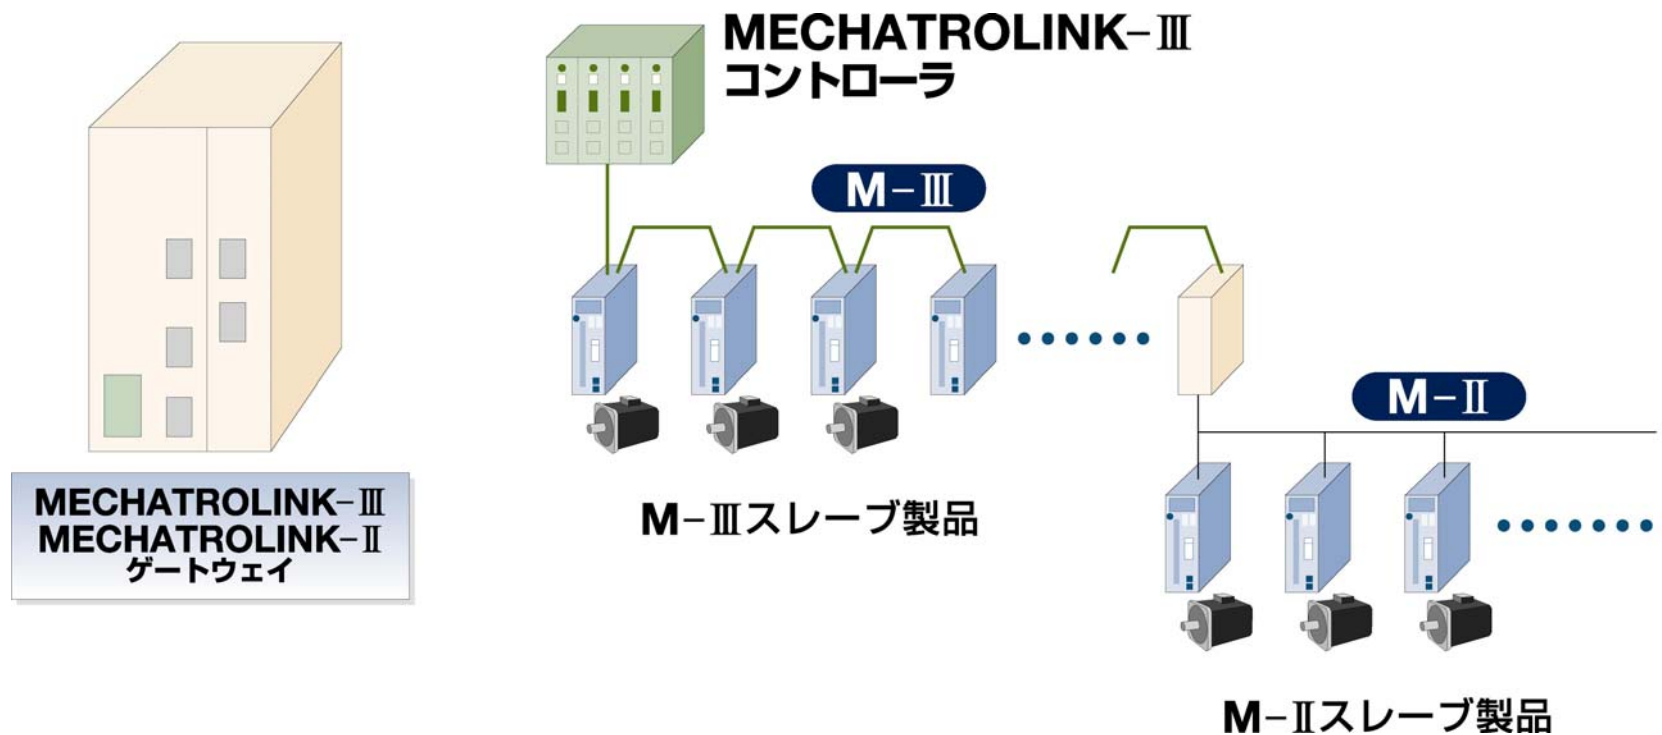 MECHATROLINK-Ⅲ
コントローラ
M-Ⅲ
M-Ⅱ
MECHATROLINK-Ⅲ
MECHATROLINK-Ⅱ
ゲートウェイ
M-Ⅲスレーブ製品
M-Ⅱスレーブ製品